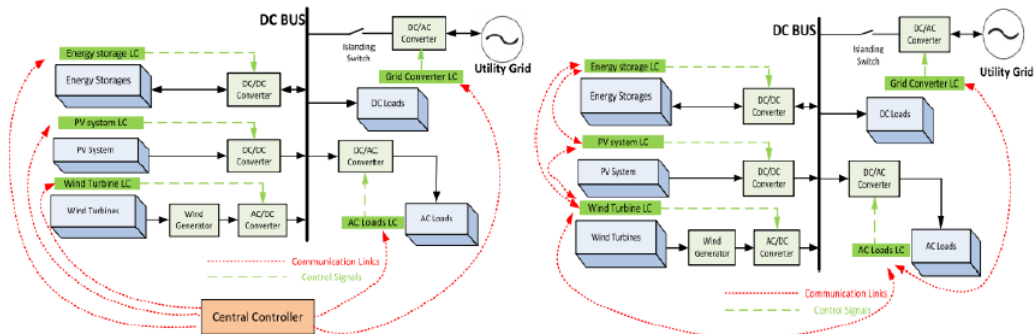 DC BUS
DC/AC
Converter
Islanding
Switch
Utility Grid
Energy storage LC
Grid Converter LC
Energy Storages
DC/DC
Converter
DC Loads
PV system LC
PV System
DC/DC
Converter
DC/AC
Converter
Wind Turbine LC
Wind Turbines
Wind
Generator
AC/DC
Converter
AC Loads LC
AC Loads
Communication Links
Control Signals
Central Controller
DC BUS
DC/AC
Converter
Islanding
Switch
Utility Grid
Energy storage LC
Grid Converter LC
Energy Storages
DC/DC
Converter
DC Loads
PV system LC
PV System
DC/DC
Converter
DC/AC
Converter
Wind Turbine LC
Wind Turbines
Wind
Generator
AC/DC
Converter
AC Loads LC
AC Loads
Communication Links
Control Signals